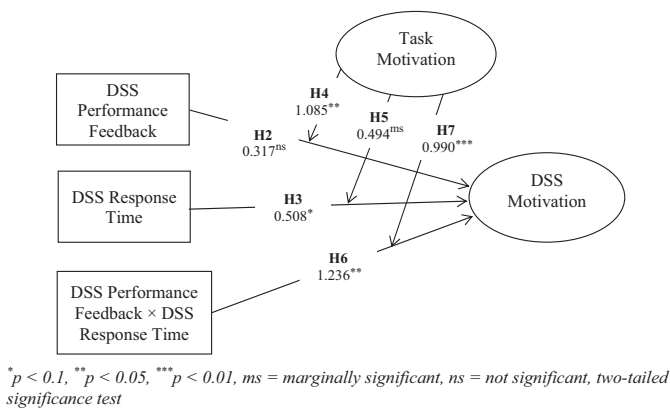 Task
Motivation
DSS
Performance
Feedback
H4
1.085**
H5
0.494ms
H7
0.990***
H2
0.317ns
DSS Response
Time
H3
0.508*
DSS
Motivation
H6
1.236**
DSS Performance
Feedback × DSS
Response Time
*p < 0.1, **p < 0.05, ***p < 0.01, ms = marginally significant, ns = not significant, two-tailed
significance test